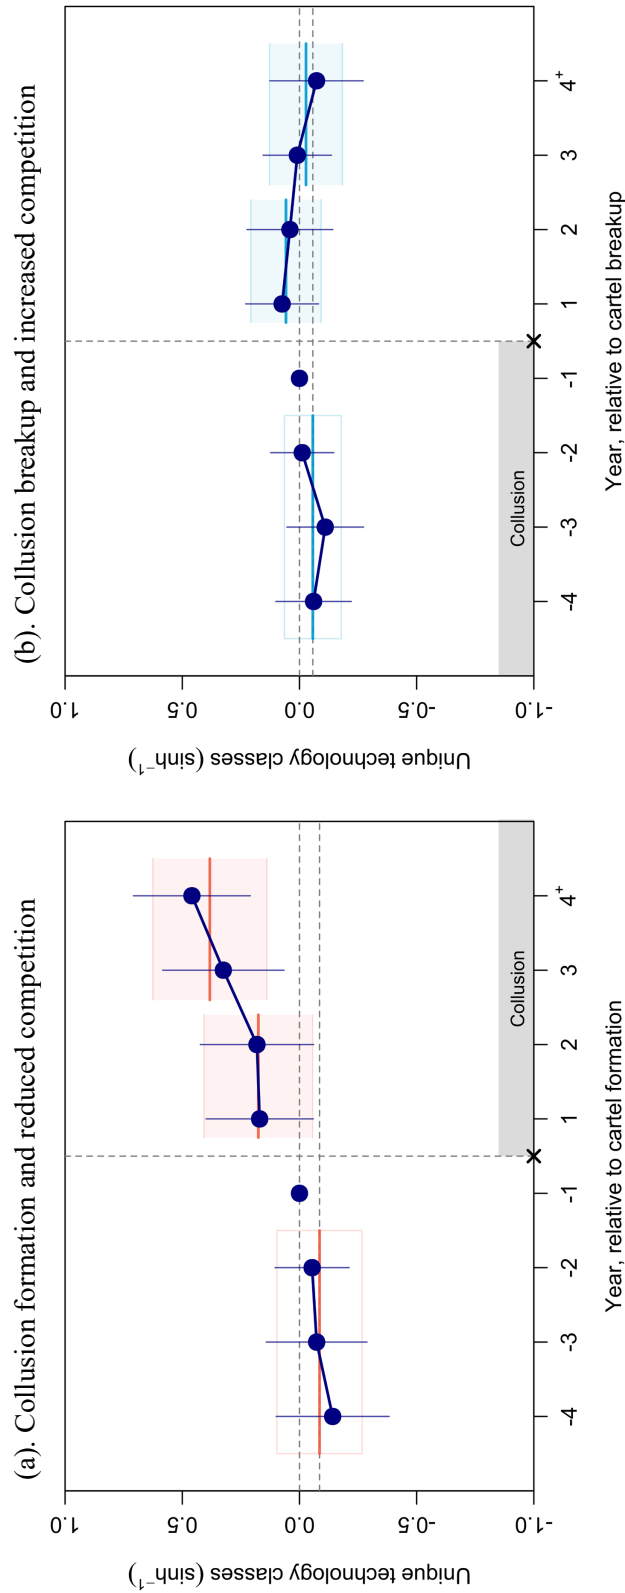 (a). Collusion formation and reduced competition
Unique technology classes (sinh⁻¹)
1.0
0.5
0.0
-0.5
-1.0
Collusion
-4 -3 -2 -1 1 2 3 4⁺
Year, relative to cartel formation
(b). Collusion breakup and increased competition
Unique technology classes (sinh⁻¹)
1.0
0.5
0.0
-0.5
-1.0
Collusion
-4 -3 -2 -1 1 2 3 4⁺
Year, relative to cartel breakup